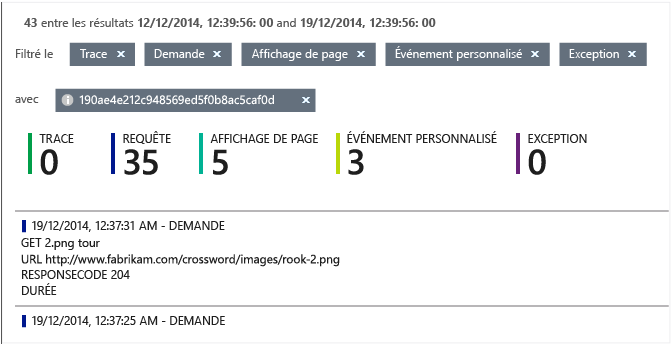 43 entre les résultats 12/12/2014, 12:39:56: 00 and 19/12/2014, 12:39:56: 00
Filtré le Trace × Demande × Affichage de page × Événement personnalisé × Exception ×
avec 190ae4e212c948569ed5f0b8ac5caf0d ×
TRACE REQUÊTE AFFICHAGE DE PAGE ÉVÉNEMENT PERSONNALISÉ EXCEPTION
0 35 5 3 0
19/12/2014, 12:37:31 AM - DEMANDE
GET 2.png tour
URL http://www.fabrikam.com/crossword/images/rook-2.png
RESPONSECODE 204
DURÉE
19/12/2014, 12:37:25 AM - DEMANDE